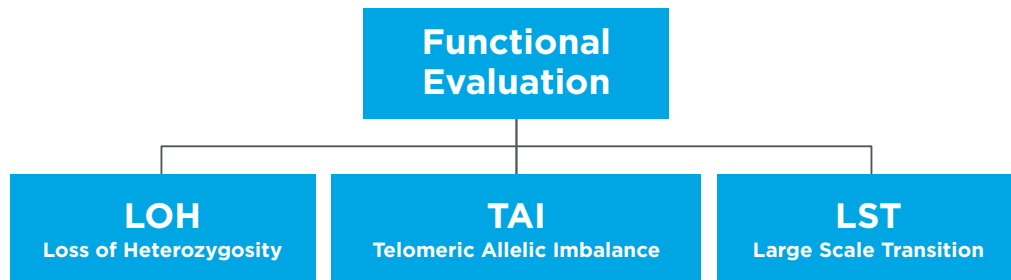 Functional
Evaluation
LOH
Loss of Heterozygosity
TAI
Telomeric Allelic Imbalance
LST
Large Scale Transition